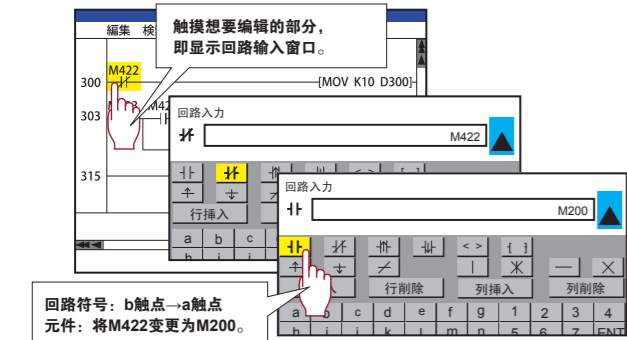 編集 検
触摸想要编辑的部分，
即显示回路输入窗口。
M422
300
[MOV K10 D300]
303
315
回路入力
M422
< >
行挿入
a b c
回路入力
M200
< > { }
行削除 列挿入 列削除
a b c d e f g 1 2 3 4
h i j k l m n 5 6 7 ENT
回路符号：b触点→a触点
元件：将M422变更为M200。